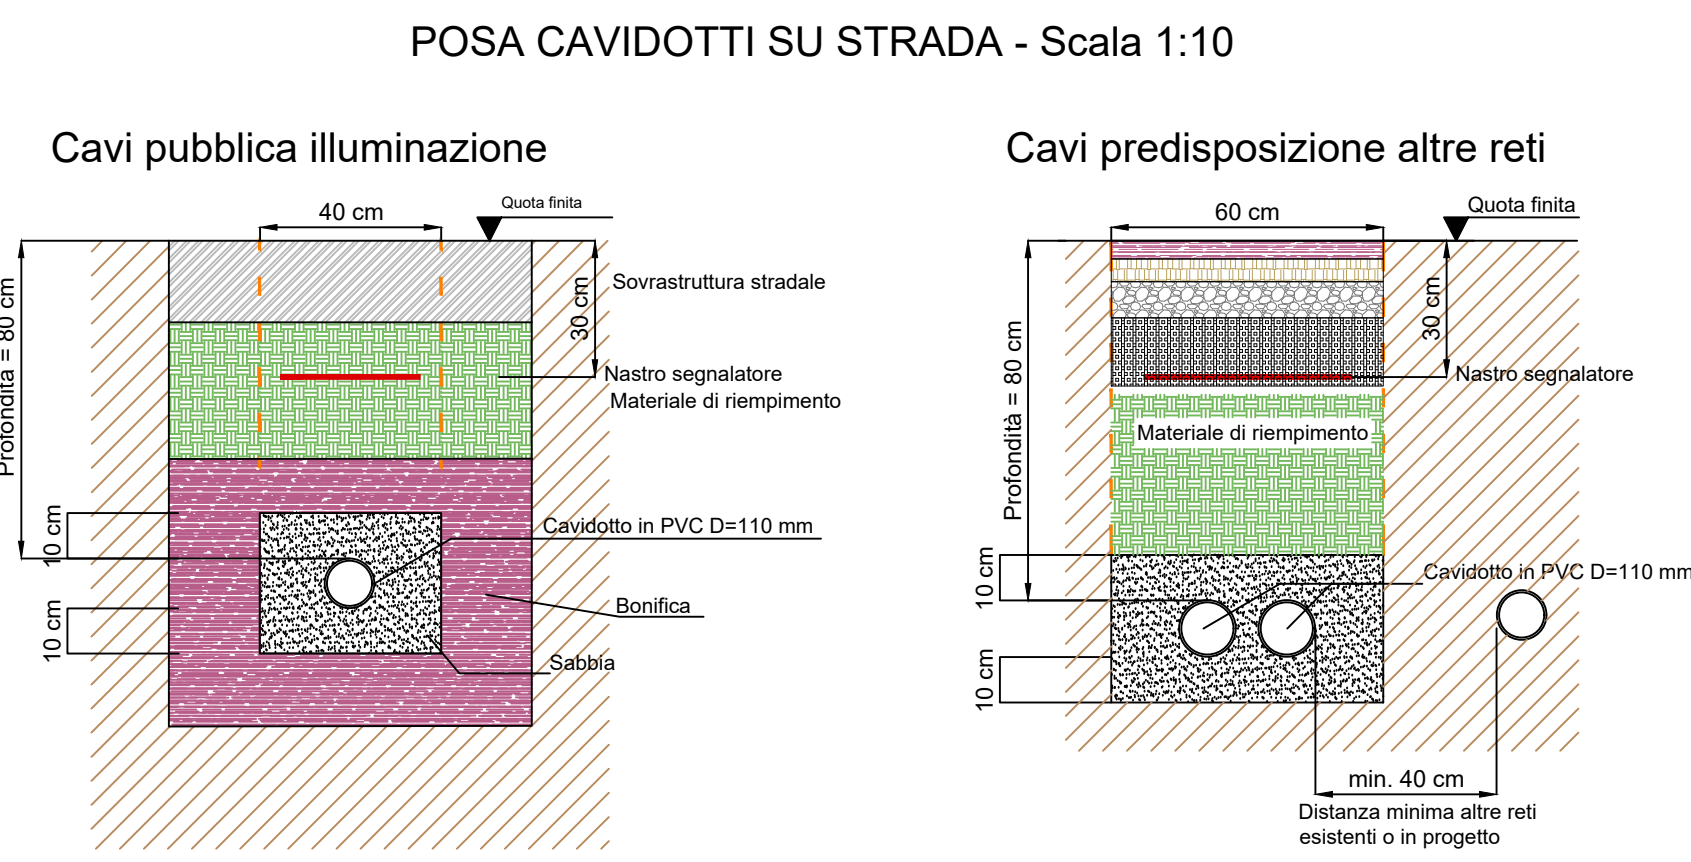 POSA CAVIDOTTI SU STRADA - Scala 1:10
Cavi pubblica illuminazione
40 cm
Quota finita
Profondità = 80 cm
30 cm
Sovrastruttura stradale
Nastro segnalatore
Materiale di riempimento
10 cm
Cavidotto in PVC D=110 mm
10 cm
Bonifica
Sabbia
Cavi predisposizione altre reti
60 cm
Quota finita
Profondità = 80 cm
30 cm
Nastro segnalatore
Materiale di riempimento
10 cm
Cavidotto in PVC D=110 mm
10 cm
min. 40 cm
Distanza minima altre reti
esistenti o in progetto